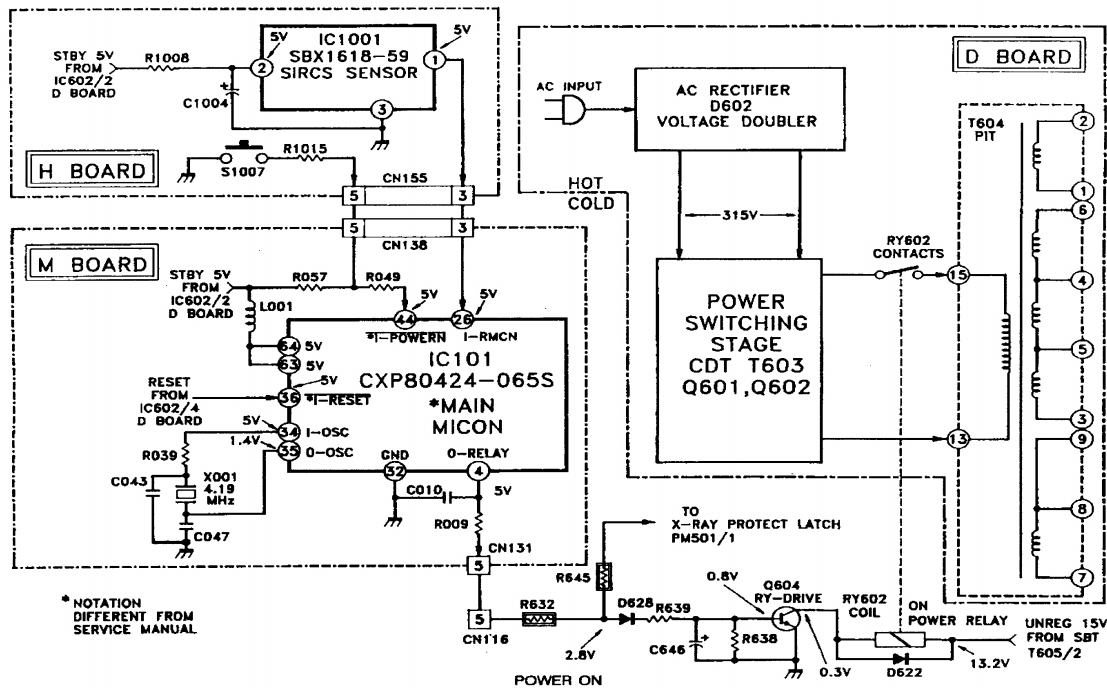 IC1001
SBX1618-59
SIRCS SENSOR
5V
5V
2
1
3
STBY 5V
FROM
IC602/2
D BOARD
R1008
C1004
+
S1007
R1015
H BOARD
CN155
5
3
5
3
CN138
M BOARD
STBY 5V
FROM
IC602/2
D BOARD
R057
R049
L001
5V
5V
44
26
*I-POWERN
I-RMCN
64
5V
63
5V
5V
36
*I-RESET
IC101
CXP80424-065S
*MAIN
MICON
RESET
FROM
IC602/4
D BOARD
5V
34
I-OSC
1.4V
35
O-OSC
R039
C043
X001
4.19
MHz
C047
GND
32
O-RELAY
4
5V
C010
R009
CN131
5
5
CN116
* NOTATION
DIFFERENT FROM
SERVICE MANUAL
D BOARD
AC INPUT
AC RECTIFIER
D602
VOLTAGE DOUBLER
HOT
COLD
315V
POWER
SWITCHING
STAGE
CDT T603
Q601,Q602
RY602
CONTACTS
15
13
T604
PIT
2
1
6
4
5
3
9
8
7
TO
X-RAY PROTECT LATCH
PM501/1
R645
R632
2.8V
D628
R639
C646
+
R638
0.8V
Q604
RY-DRIVE
0.3V
RY602
COIL
ON
POWER RELAY
D622
13.2V
UNREG 15V
FROM SBT
T605/2
POWER ON